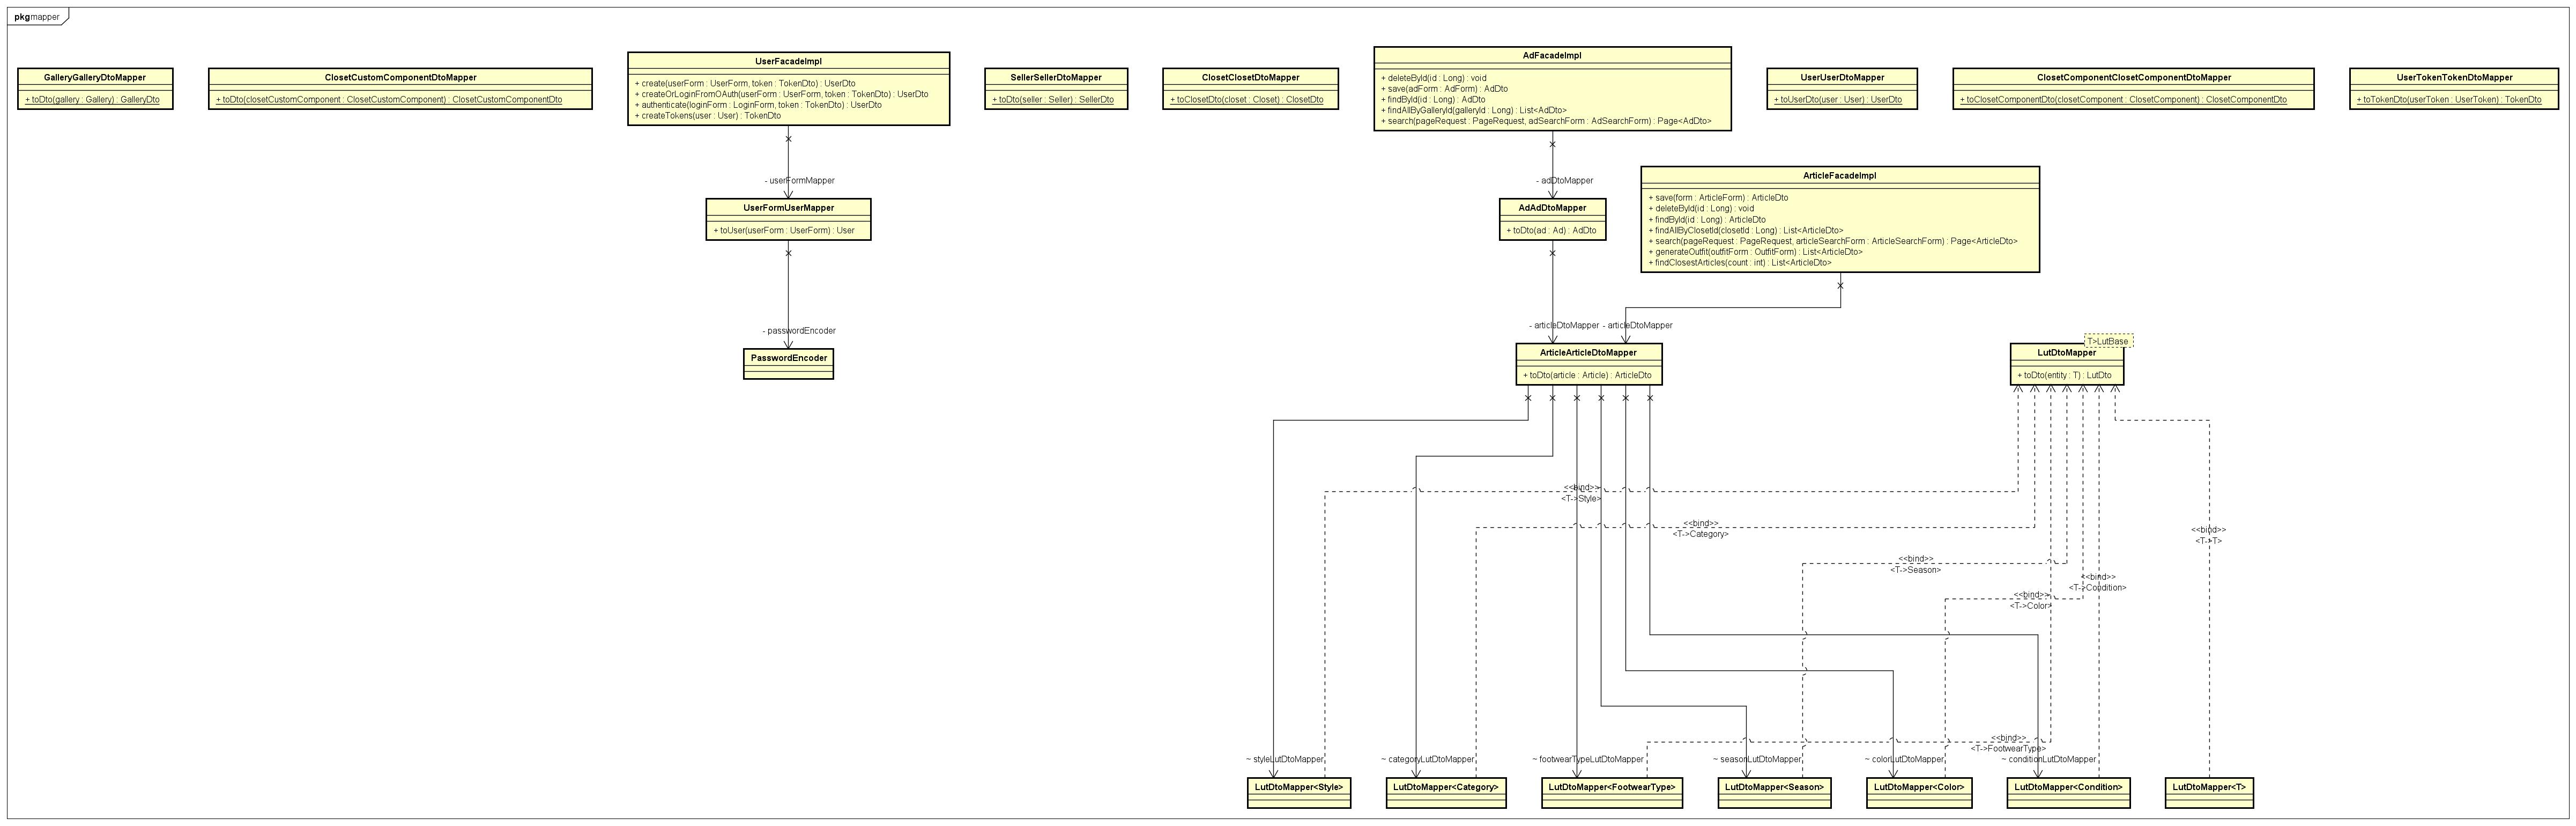 pkg mapper
GalleryGalleryDtoMapper
+ toDto(gallery : Gallery) : GalleryDto
ClosetCustomComponentDtoMapper
+ toDto(closetCustomComponent : ClosetCustomComponent) : ClosetCustomComponentDto
UserFacadeImpl
+ create(userForm : UserForm, token : TokenDto) : UserDto
+ createOrLoginFromOAuth(userForm : UserForm, token : TokenDto) : UserDto
+ authenticate(loginForm : LoginForm, token : TokenDto) : UserDto
+ createTokens(user : User) : TokenDto
SellerSellerDtoMapper
+ toDto(seller : Seller) : SellerDto
ClosetClosetDtoMapper
+ toClosetDto(closet : Closet) : ClosetDto
AdFacadeImpl
+ deleteById(id : Long) : void
+ save(adForm : AdForm) : AdDto
+ findById(id : Long) : AdDto
+ findAllByGalleryId(galleryId : Long) : List<AdDto>
+ search(pageRequest : PageRequest, adSearchForm : AdSearchForm) : Page<AdDto>
UserUserDtoMapper
+ toUserDto(user : User) : UserDto
ClosetComponentClosetComponentDtoMapper
+ toClosetComponentDto(closetComponent : ClosetComponent) : ClosetComponentDto
UserTokenTokenDtoMapper
+ toTokenDto(userToken : UserToken) : TokenDto
- userFormMapper
UserFormUserMapper
+ toUser(userForm : UserForm) : User
- passwordEncoder
PasswordEncoder
- adDtoMapper
AdAdDtoMapper
+ toDto(ad : Ad) : AdDto
ArticleFacadeImpl
+ save(form : ArticleForm) : ArticleDto
+ deleteById(id : Long) : void
+ findById(id : Long) : ArticleDto
+ findAllByClosetId(closetId : Long) : List<ArticleDto>
+ search(pageRequest : PageRequest, articleSearchForm : ArticleSearchForm) : Page<ArticleDto>
+ generateOutfit(outfitForm : OutfitForm) : List<ArticleDto>
+ findClosestArticles(count : int) : List<ArticleDto>
- articleDtoMapper
- articleDtoMapper
ArticleArticleDtoMapper
+ toDto(article : Article) : ArticleDto
T>LutBase
LutDtoMapper
+ toDto(entity : T) : LutDto
<<bind>>
<T->Style>
<<bind>>
<T->Category>
<<bind>>
<T->T>
<<bind>>
<T->Season>
<<bind>>
<T->Condition>
<<bind>>
<T->Color>
<<bind>>
<T->FootwearType>
~ styleLutDtoMapper
~ categoryLutDtoMapper
~ footwearTypeLutDtoMapper
~ seasonLutDtoMapper
~ colorLutDtoMapper
~ conditionLutDtoMapper
LutDtoMapper<Style>
LutDtoMapper<Category>
LutDtoMapper<FootwearType>
LutDtoMapper<Season>
LutDtoMapper<Color>
LutDtoMapper<Condition>
LutDtoMapper<T>